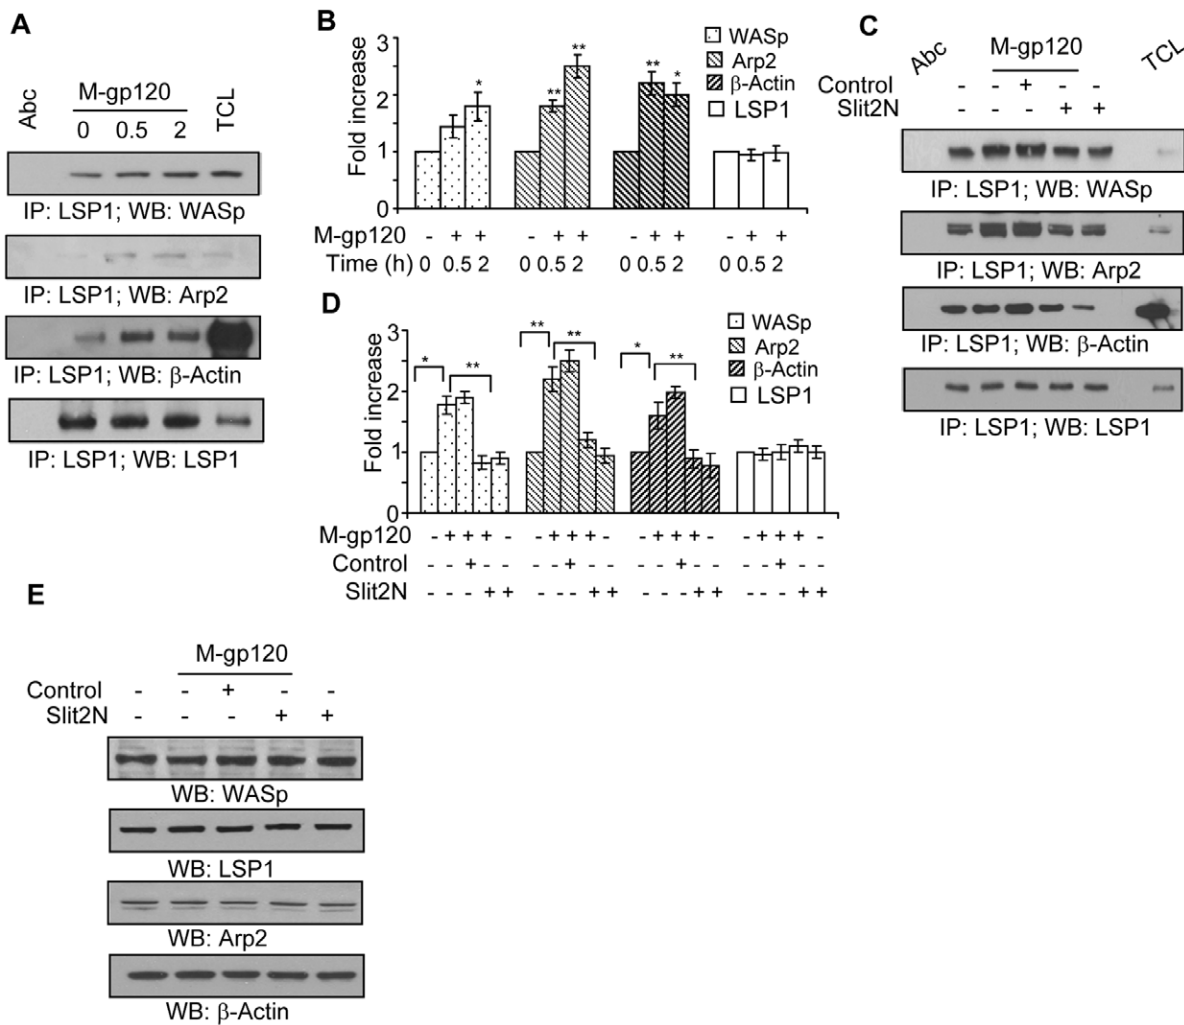 A
Abc
M-gp120
TCL
0 0.5 2
IP: LSP1; WB: WASp
IP: LSP1; WB: Arp2
IP: LSP1; WB: β-Actin
IP: LSP1; WB: LSP1
B
Fold increase
3
2
1
0
* ** ** ** *
WASp
Arp2
β-Actin
LSP1
M-gp120 - + + - + + - + + - + +
Time (h) 0 0.5 2 0 0.5 2 0 0.5 2 0 0.5 2
C
Abc
M-gp120
TCL
Control - - + - -
Slit2N - - - + +
IP: LSP1; WB: WASp
IP: LSP1; WB: Arp2
IP: LSP1; WB: β-Actin
IP: LSP1; WB: LSP1
D
Fold increase
3
2
1
0
* ** ** ** * **
WASp
Arp2
β-Actin
LSP1
M-gp120 - + + + - - + + + - - + + + - - + + + -
Control - - + - - - - + - - - - + - - - - + - -
Slit2N - - - + + - - - + + - - - + + - - - + +
E
M-gp120
Control - - + - -
Slit2N - - - + +
WB: WASp
WB: LSP1
WB: Arp2
WB: β-Actin